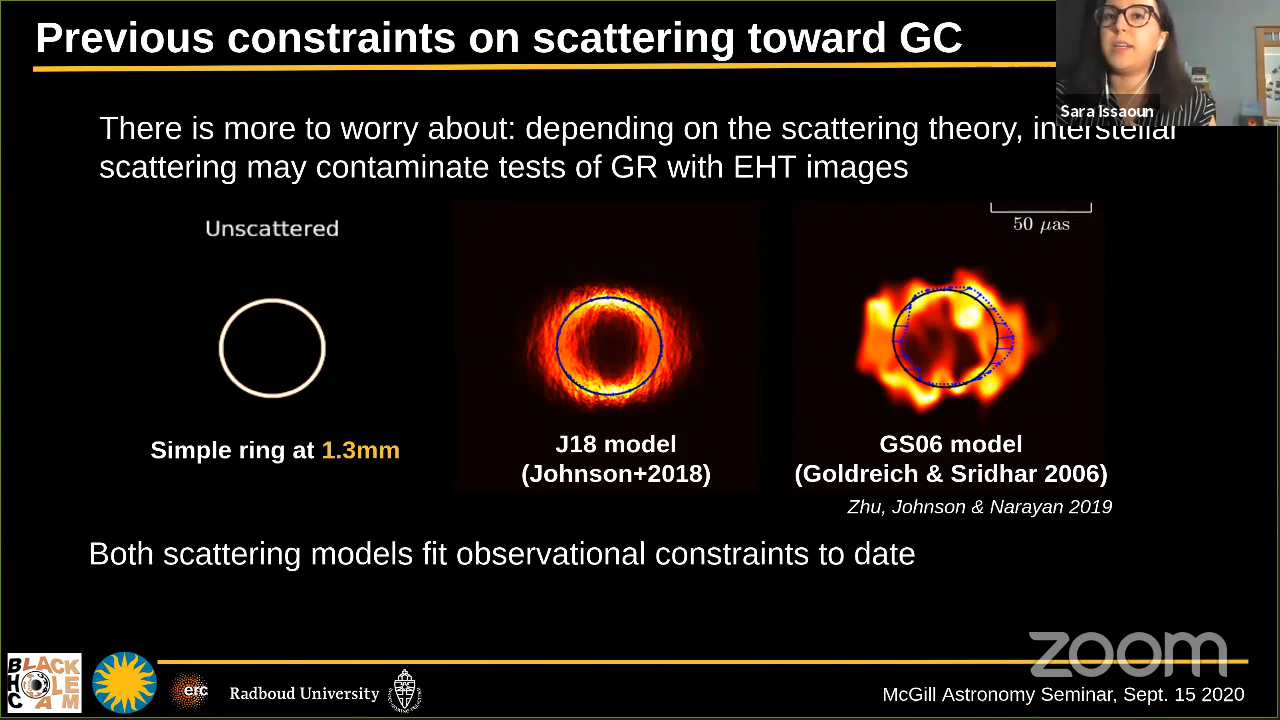 Previous constraints on scattering toward GC
Sara Issaoun
There is more to worry about: depending on the scattering theory, interstellar
scattering may contaminate tests of GR with EHT images
Unscattered
50 μas
Simple ring at 1.3mm
J18 model
(Johnson+2018)
GS06 model
(Goldreich & Sridhar 2006)
Zhu, Johnson & Narayan 2019
Both scattering models fit observational constraints to date
zoom
BLACK
HOLE
CAM
erc
Radboud University
McGill Astronomy Seminar, Sept. 15 2020